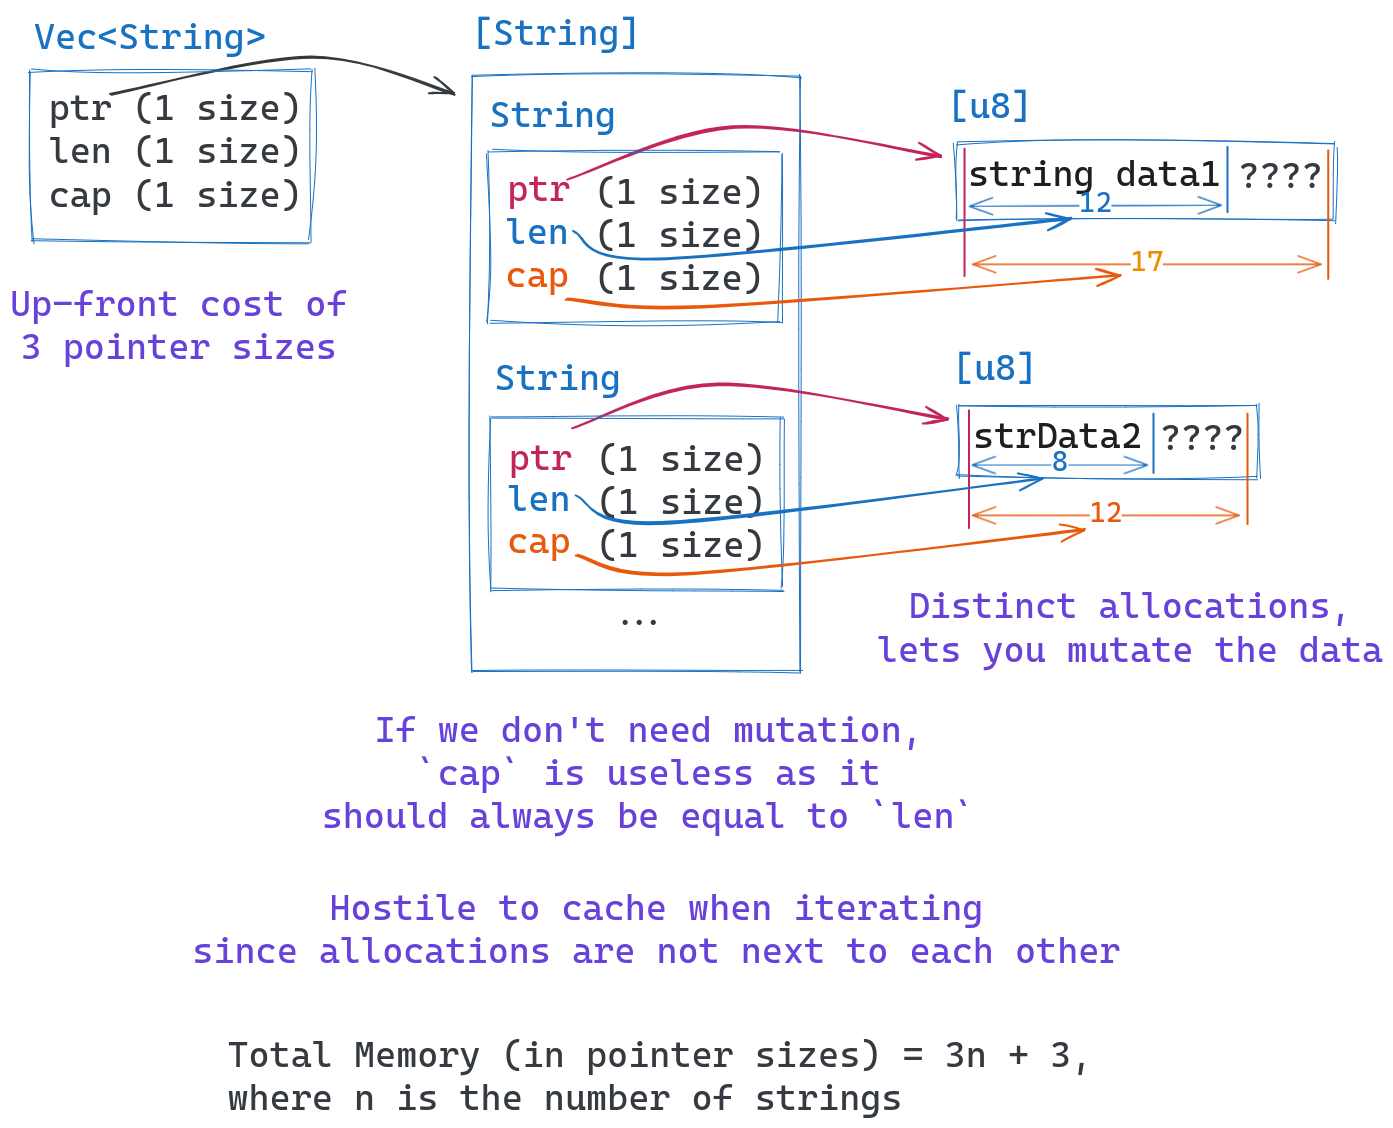 Vec<String>
ptr (1 size)
len (1 size)
cap (1 size)
Up-front cost of
3 pointer sizes
[String]
String
ptr (1 size)
len (1 size)
cap (1 size)
String
ptr (1 size)
len (1 size)
cap (1 size)
...
[u8]
string data1 ????
12
17
[u8]
strData2 ????
8
12
Distinct allocations,
lets you mutate the data
If we don't need mutation,
`cap` is useless as it
should always be equal to `len`
Hostile to cache when iterating
since allocations are not next to each other
Total Memory (in pointer sizes) = 3n + 3,
where n is the number of strings